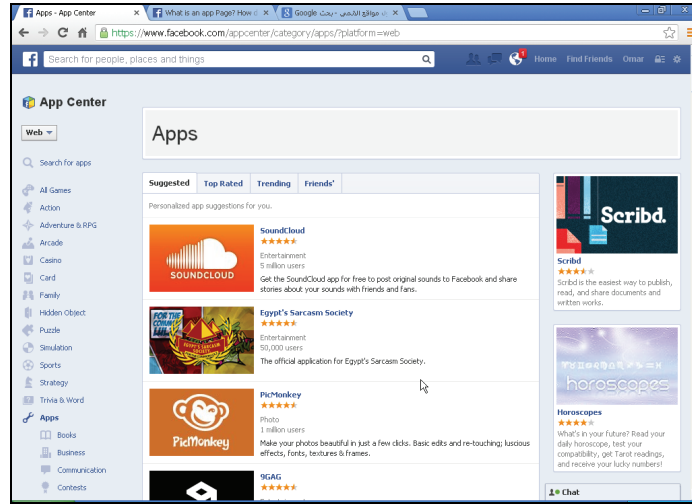 Apps - App Center
What is an app Page? How d
بحث Google - مواقع الالمي
https://www.facebook.com/appcenter/category/apps/?platform=web
f
Search for people, places and things
1
Home Find Friends Omar
App Center
Web
Search for apps
All Games
Action
Adventure & RPG
Arcade
Casino
Card
Family
Hidden Object
Puzzle
Simulation
Sports
Strategy
Trivia & Word
Apps
Books
Business
Communication
Contests
Apps
Suggested Top Rated Trending Friends'
Personalized app suggestions for you.
SOUNDCLOUD
SoundCloud
Entertainment
5 million users
Get the SoundCloud app for free to post original sounds to Facebook and share
stories about your sounds with friends and fans.
FOR THE
EGYPT'S SARCASM
SOCIETY
Egypt's Sarcasm Society
Entertainment
50,000 users
The official application for Egypt's Sarcasm Society.
PicMonkey
PicMonkey
Photo
1 million users
Make your photos beautiful in just a few clicks. Basic edits and re-touching; luscious
effects, fonts, textures & frames.
9GAG
Scribd.
Scribd
Scribd is the easiest way to publish,
read, and share documents and
written works.
horoscopes
Horoscopes
What's in your future? Read your
daily horoscope, test your
compatibility, get Tarot readings,
and receive your lucky numbers!
Chat